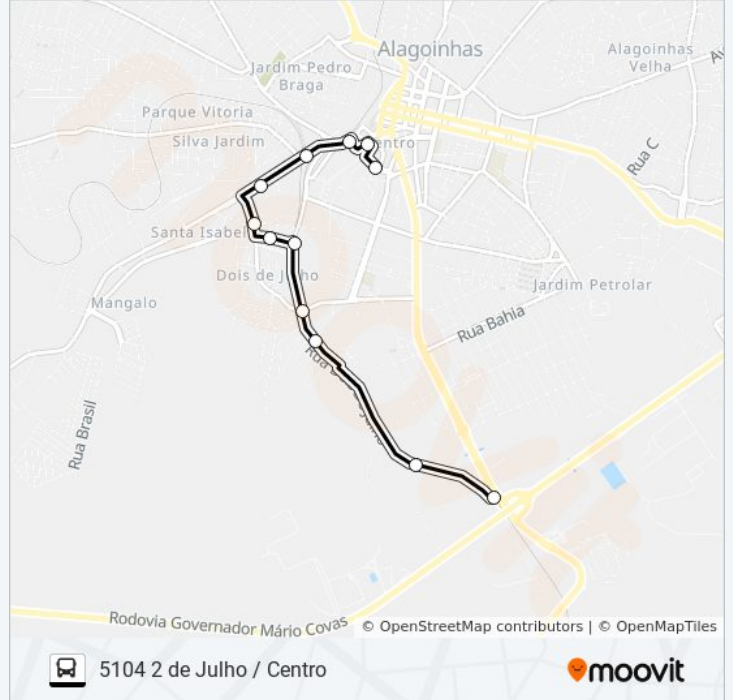 Alagoinhas
Alagoinhas
Velha
Jardim Pedro
Braga
Parque Vitoria
Silva Jardim
Centro
Rua C
Santa Isabel
Dois de Julho
Jardim Petrolar
Mangalo
Rua Bahia
Rua Brasil
Rodovia Governador Mário Covas
© OpenStreetMap contributors | © OpenMapTiles
5104 2 de Julho / Centro
moovit